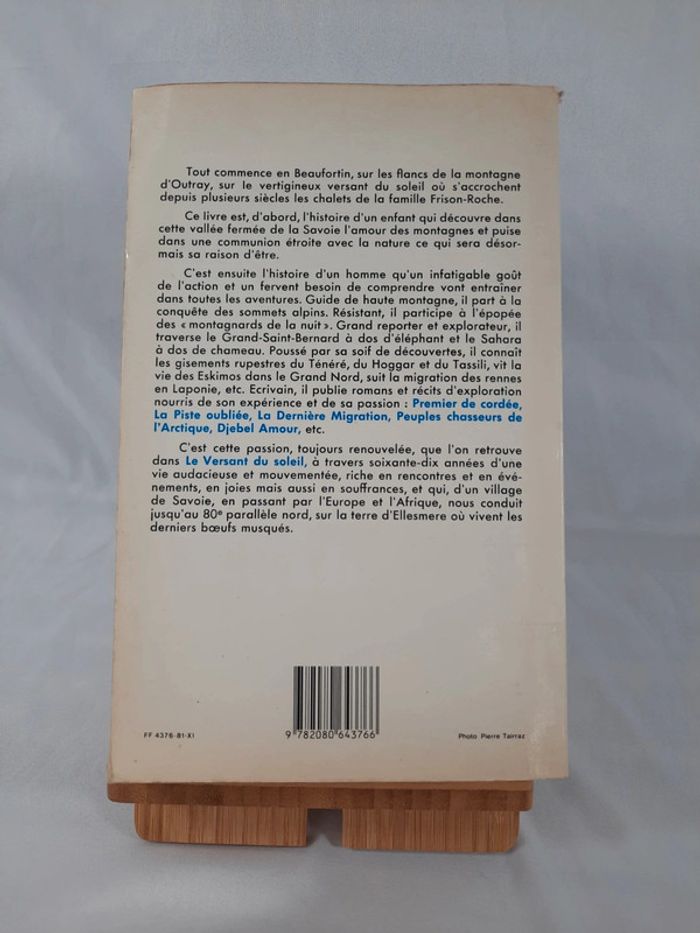 Tout commence en Beaufortin, sur les flancs de la montagne
d'Outray, sur le vertigineux versant du soleil où s'accrochent
depuis plusieurs siècles les chalets de la famille Frison-Roche.
Ce livre est, d'abord, l'histoire d'un enfant qui découvre dans
cette vallée fermée de la Savoie l'amour des montagnes et puise
dans une communion étroite avec la nature ce qui sera désor-
mais sa raison d'être.
C'est ensuite l'histoire d'un homme qu'un infatigable goût
de l'action et un fervent besoin de comprendre vont entraîner
dans toutes les aventures. Guide de haute montagne, il part à la
conquête des sommets alpins. Résistant, il participe à l'épopée
des « montagnards de la nuit ». Grand reporter et explorateur, il
traverse le Grand-Saint-Bernard à dos d'éléphant et le Sahara
à dos de chameau. Poussé par sa soif de découvertes, il connaît
les gisements rupestres du Ténéré, du Hoggar et du Tassili, vit la
vie des Eskimos dans le Grand Nord, suit la migration des rennes
en Laponie, etc. Ecrivain, il publie romans et récits d'exploration
nourris de son expérience et de sa passion : Premier de cordée,
La Piste oubliée, La Dernière Migration, Peuples chasseurs de
l'Arctique, Djebel Amour, etc.
C'est cette passion, toujours renouvelée, que l'on retrouve
dans Le Versant du soleil, à travers soixante-dix années d'une
vie audacieuse et mouvementée, riche en rencontres et en évé-
nements, en joies mais aussi en souffrances, et qui, d'un village
de Savoie, en passant par l'Europe et l'Afrique, nous conduit
jusqu'au 80e parallèle nord, sur la terre d'Ellesmere où vivent les
derniers bœufs musqués.
FF 4376-81-XI
9 782080 643766
Photo Pierre Tairraz